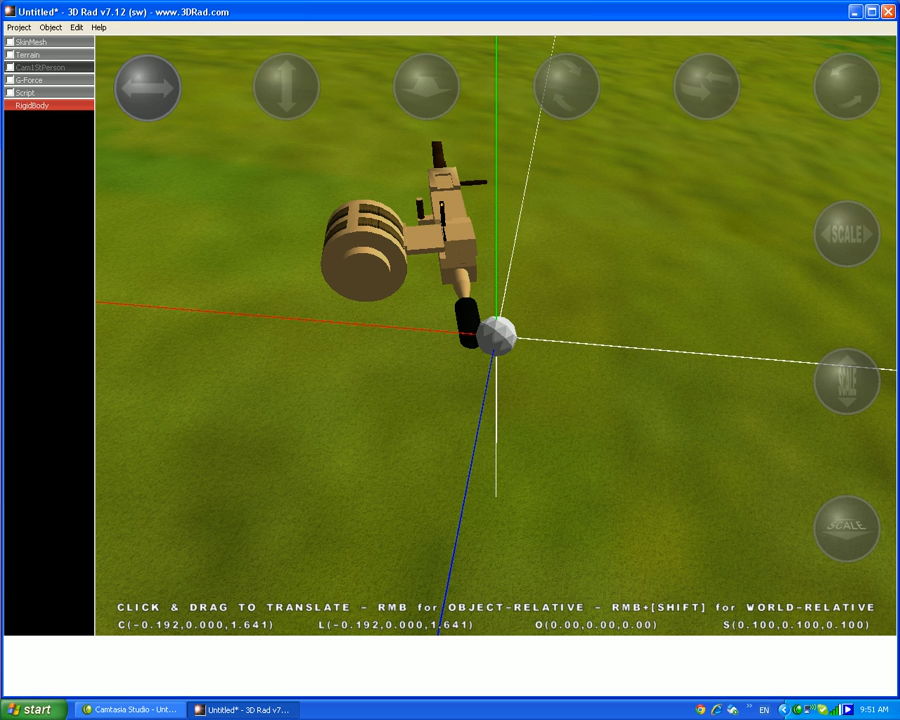 Untitled* - 3D Rad v7.12 (sw) - www.3DRad.com
Project Object Edit Help
SkinMesh
Terrain
Cam1stPerson
G-Force
Script
RigidBody
SCALE
SCALE
SCALE
CLICK & DRAG TO TRANSLATE - RMB for OBJECT-RELATIVE - RMB+[SHIFT] for WORLD-RELATIVE
C(-0.192,0.000,1.641) L(-0.192,0.000,1.641) O(0.00,0.00,0.00) S(0.100,0.100,0.100)
start Camtasia Studio - Unt... Untitled* - 3D Rad v7... EN 9:51 AM